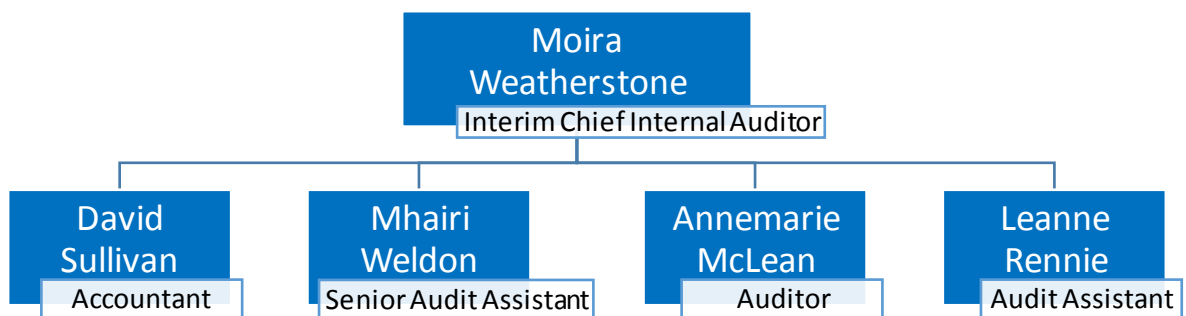 Moira
Weatherstone
Interim Chief Internal Auditor
David
Sullivan
Accountant
Mhairi
Weldon
Senior Audit Assistant
Annemarie
McLean
Auditor
Leanne
Rennie
Audit Assistant